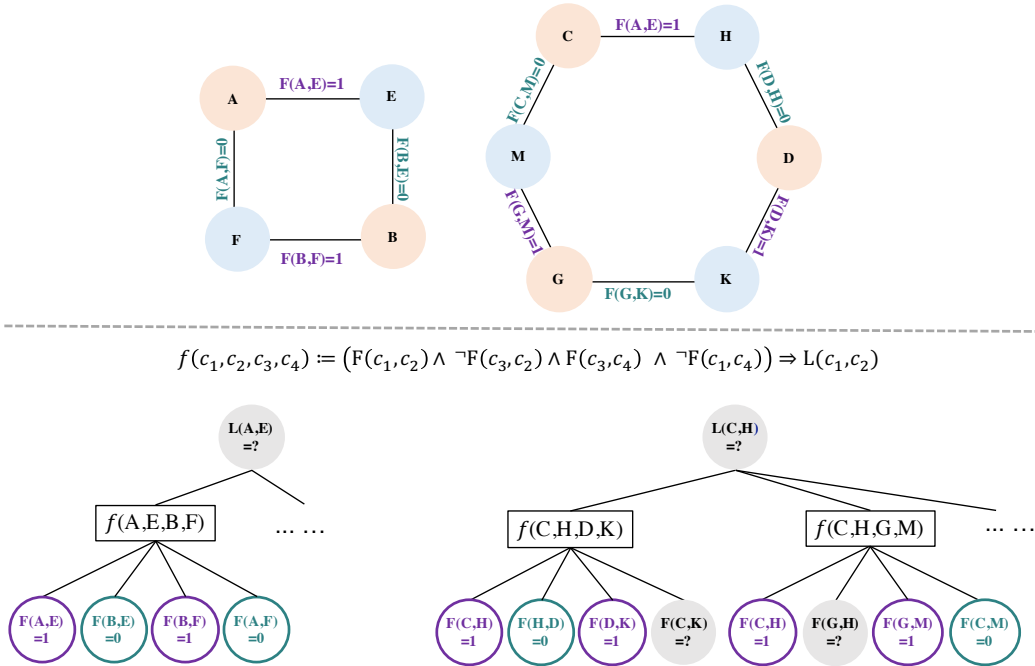 C
F(A,E)=1
H
F(C,M)=0
F(D,H)=0
A
F(A,E)=1
E
M
D
F(A,F)=0
F(B,E)=0
F(G,M)=1
F(D,K)=1
F
F(B,F)=1
B
G
F(G,K)=0
K
f(c₁,c₂,c₃,c₄) ≔ (F(c₁,c₂) ∧ ¬F(c₃,c₂) ∧ F(c₃,c₄) ∧ ¬F(c₁,c₄)) ⇒ L(c₁,c₂)
L(A,E)
=?
L(C,H)
=?
f(A,E,B,F)
... ...
f(C,H,D,K)
f(C,H,G,M)
... ...
F(A,E)
=1
F(B,E)
=0
F(B,F)
=1
F(A,F)
=0
F(C,H)
=1
F(H,D)
=0
F(D,K)
=1
F(C,K)
=?
F(C,H)
=1
F(G,H)
=?
F(G,M)
=1
F(C,M)
=0